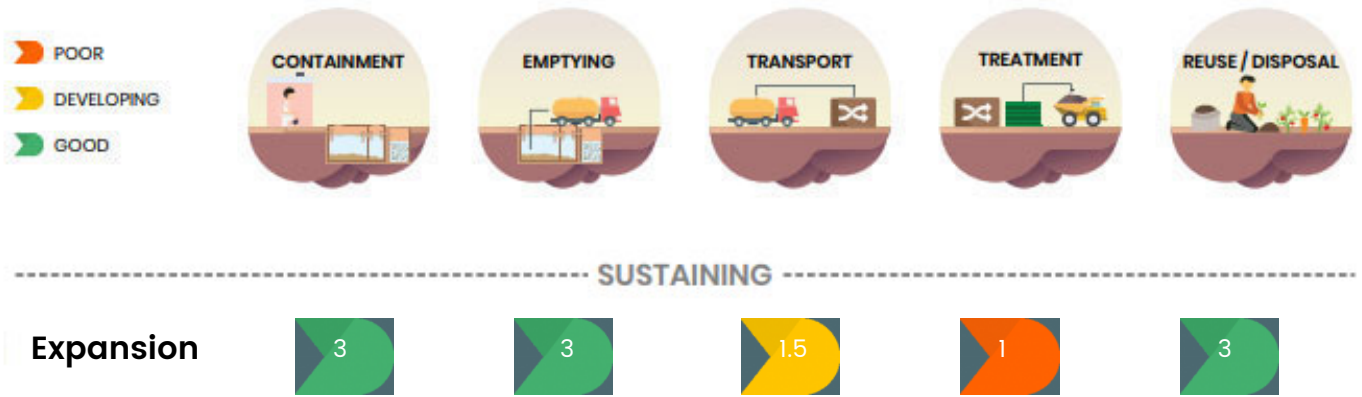 POOR
DEVELOPING
GOOD
CONTAINMENT
EMPTYING
TRANSPORT
TREATMENT
REUSE / DISPOSAL
SUSTAINING
Expansion 3 3 1.5 1 3